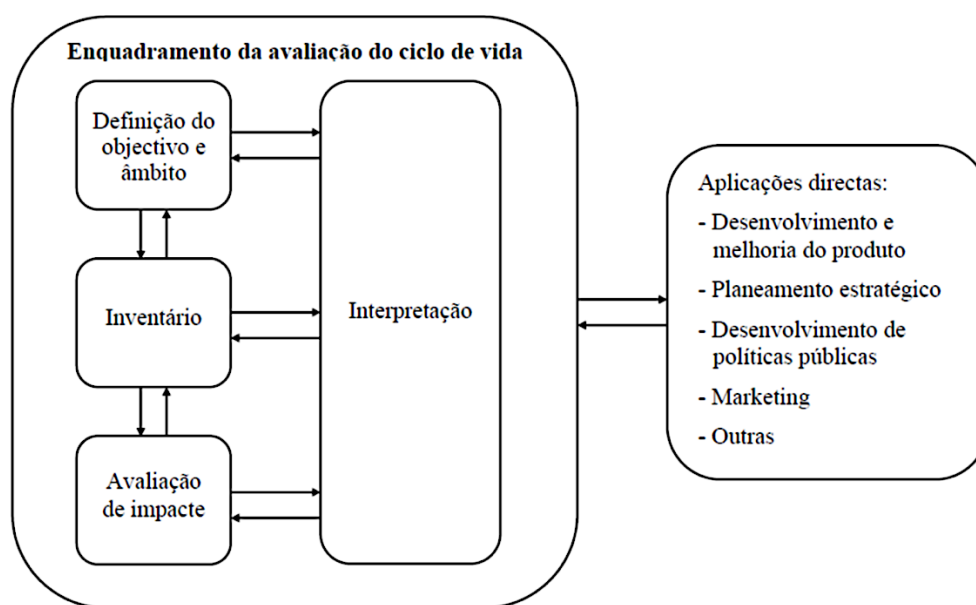 Enquadramento da avaliação do ciclo de vida
Definição do
objectivo e
âmbito
Inventário
Avaliação
de impacte
Interpretação
Aplicações directas:
- Desenvolvimento e
melhoria do produto
- Planeamento estratégico
- Desenvolvimento de
políticas públicas
- Marketing
- Outras